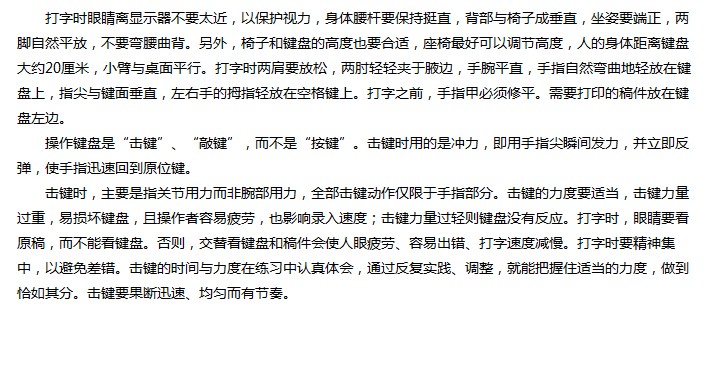 打字时眼睛离显示器不要太近，以保护视力，身体腰杆要保持挺直，背部与椅子成垂直，坐姿要端正，两
脚自然平放，不要弯腰曲背。另外，椅子和键盘的高度也要合适，座椅最好可以调节高度，人的身体距离键盘
大约20厘米，小臂与桌面平行。打字时两肩要放松，两肘轻轻夹于腋边，手腕平直，手指自然弯曲地轻放在键
盘上，指尖与键面垂直，左右手的拇指轻放在空格键上。打字之前，手指甲必须修平。需要打印的稿件放在键
盘左边。
操作键盘是“击键”、“敲键”，而不是“按键”。击键时用的是冲力，即用手指尖瞬间发力，并立即反
弹，使手指迅速回到原位键。
击键时，主要是指关节用力而非腕部用力，全部击键动作仅限于手指部分。击键的力度要适当，击键力量
过重，易损坏键盘，且操作者容易疲劳，也影响录入速度；击键力量过轻则键盘没有反应。打字时，眼睛要看
原稿，而不能看键盘。否则，交替看键盘和稿件会使人眼疲劳、容易出错、打字速度减慢。打字时要精神集
中，以避免差错。击键的时间与力度在练习中认真体会，通过反复实践、调整，就能把握住适当的力度，做到
恰如其分。击键要果断迅速、均匀而有节奏。